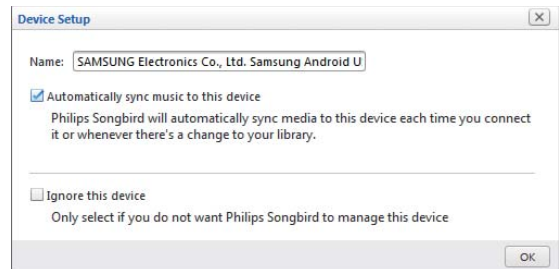 Device Setup
Name: SAMSUNG Electronics Co., Ltd. Samsung Android U
Automatically sync music to this device
Philips Songbird will automatically sync media to this device each time you connect
it or whenever there's a change to your library.
Ignore this device
Only select if you do not want Philips Songbird to manage this device
OK